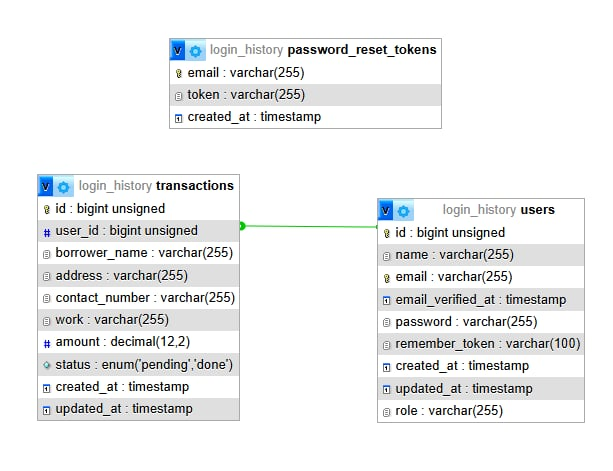 V login_history password_reset_tokens
email : varchar(255)
token : varchar(255)
created_at : timestamp
V login_history transactions
id : bigint unsigned
# user_id : bigint unsigned
borrower_name : varchar(255)
address : varchar(255)
contact_number : varchar(255)
work : varchar(255)
# amount : decimal(12,2)
status : enum('pending','done')
created_at : timestamp
updated_at : timestamp
V login_history users
id : bigint unsigned
name : varchar(255)
email : varchar(255)
email_verified_at : timestamp
password : varchar(255)
remember_token : varchar(100)
created_at : timestamp
updated_at : timestamp
role : varchar(255)